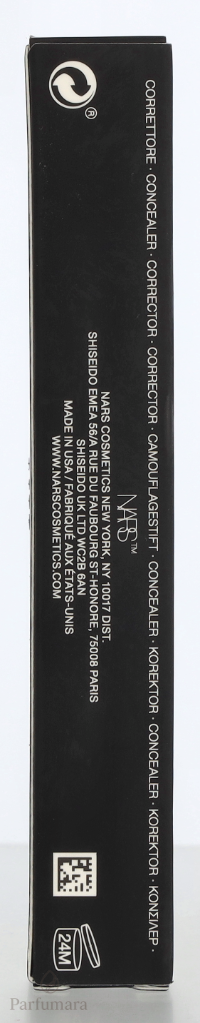 CORRETTORE · CONCEALER · CORRECTOR · CORRECTOR · CAMOUFLAGESTIFT · CONCEALER · KOREKTOR · CONCEALER · KOREKTOR · ΚΟΝΣΙΛΕΡ ·
NARS™
NARS COSMETICS NEW YORK, NY 10017 DIST.
SHISEIDO EMEA 56/A RUE DU FAUBOURG ST-HONORE, 75008 PARIS
SHISEIDO UK LTD WC2B 6AN
MADE IN USA / FABRIQUÉ AUX ÉTATS-UNIS
WWW.NARSCOSMETICS.COM
®
24M
Parfumara